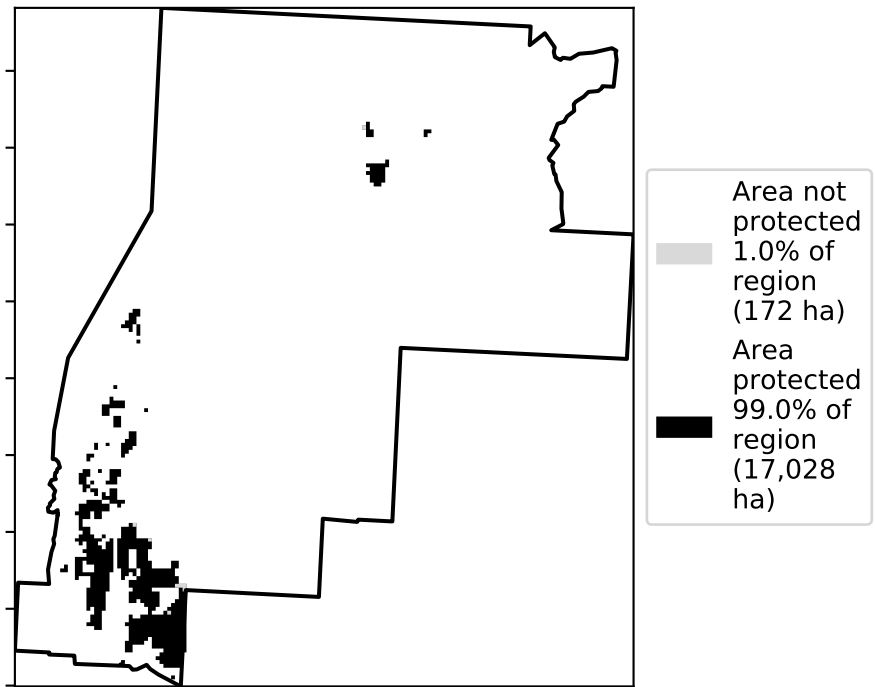 Area not
protected
1.0% of
region
(172 ha)
Area
protected
99.0% of
region
(17,028
ha)